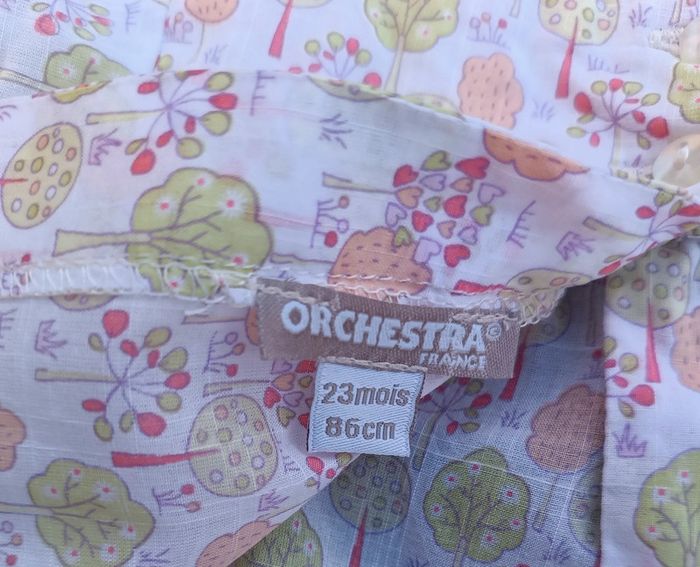 ORCHESTRA©
FRANCE
23mois
86cm